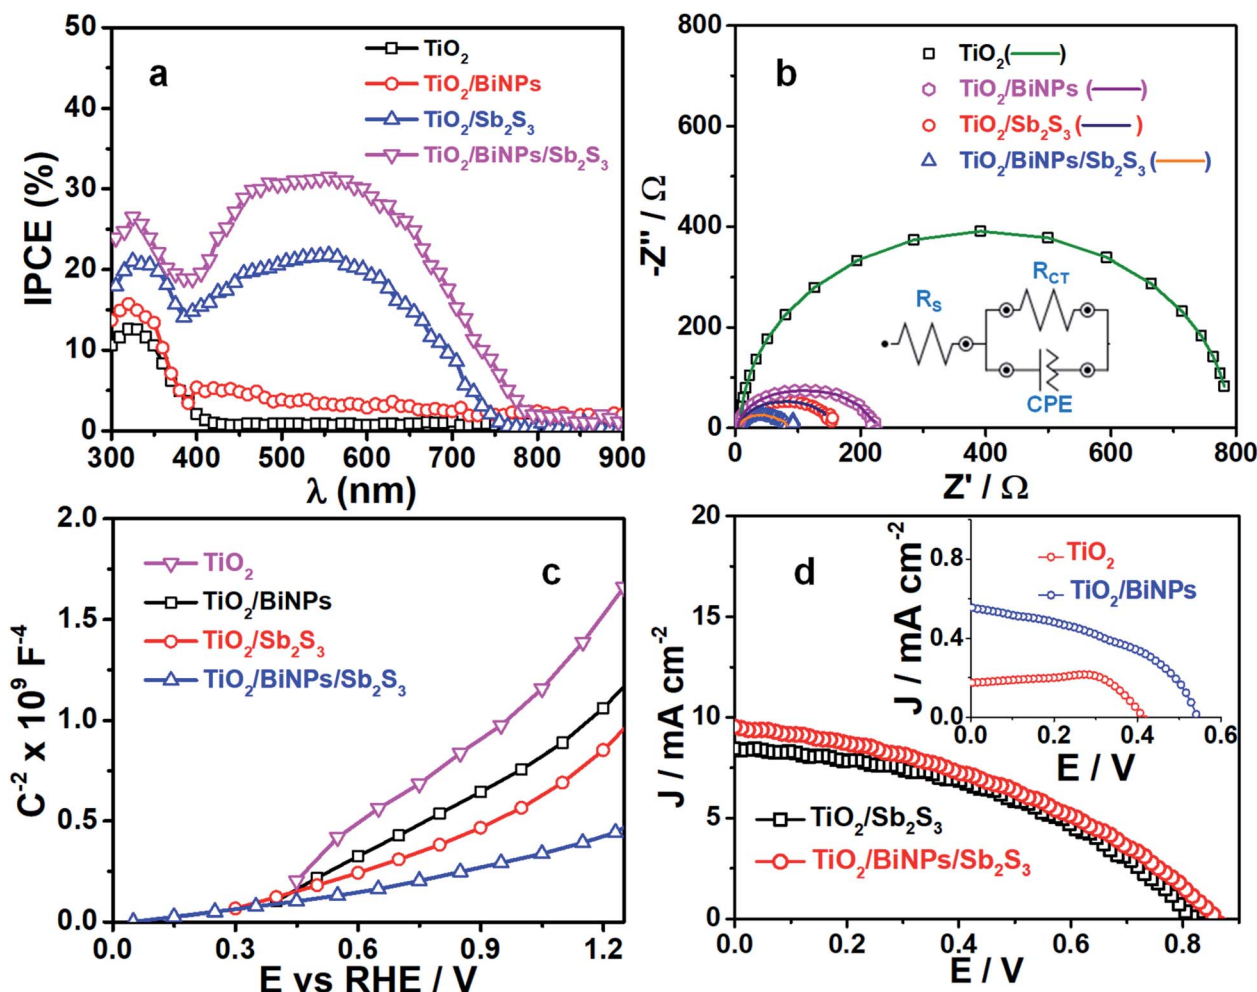 a
TiO2
TiO2/BiNPs
TiO2/Sb2S3
TiO2/BiNPs/Sb2S3
50
40
30
20
10
0
IPCE (%)
300 400 500 600 700 800 900
λ (nm)
b
TiO2(——)
TiO2/BiNPs (——)
TiO2/Sb2S3 (—— )
TiO2/BiNPs/Sb2S3 (——)
800
600
400
200
0
-Z'' / Ω
RS
RCT
CPE
0 200 400 600 800
Z' / Ω
c
TiO2
TiO2/BiNPs
TiO2/Sb2S3
TiO2/BiNPs/Sb2S3
2.0
1.5
1.0
0.5
0.0
C-2 x 109 F-4
0.0 0.3 0.6 0.9 1.2
E vs RHE / V
d
20
15
10
5
0
J / mA cm-2
TiO2
TiO2/BiNPs
0.8
0.4
0.0
J / mA cm-2
0.0 0.2 0.4 0.6
E / V
TiO2/Sb2S3
TiO2/BiNPs/Sb2S3
0.0 0.2 0.4 0.6 0.8
E / V